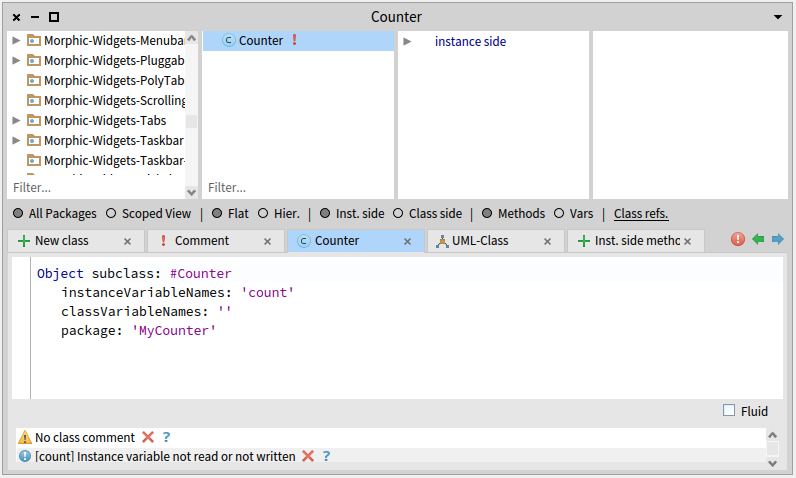 Counter
Morphic-Widgets-Menubar
Morphic-Widgets-Pluggab
Morphic-Widgets-PolyTab
Morphic-Widgets-Scrolling
Morphic-Widgets-Tabs
Morphic-Widgets-Taskbar
Morphic-Widgets-Taskbar-
Filter...
Counter !
Filter...
instance side
All Packages Scoped View | Flat Hier. | Inst. side Class side | Methods Vars | Class refs.
New class Comment Counter UML-Class Inst. side methc
Object subclass: #Counter
instanceVariableNames: 'count'
classVariableNames: ''
package: 'MyCounter'
Fluid
No class comment ?
[count] Instance variable not read or not written ?